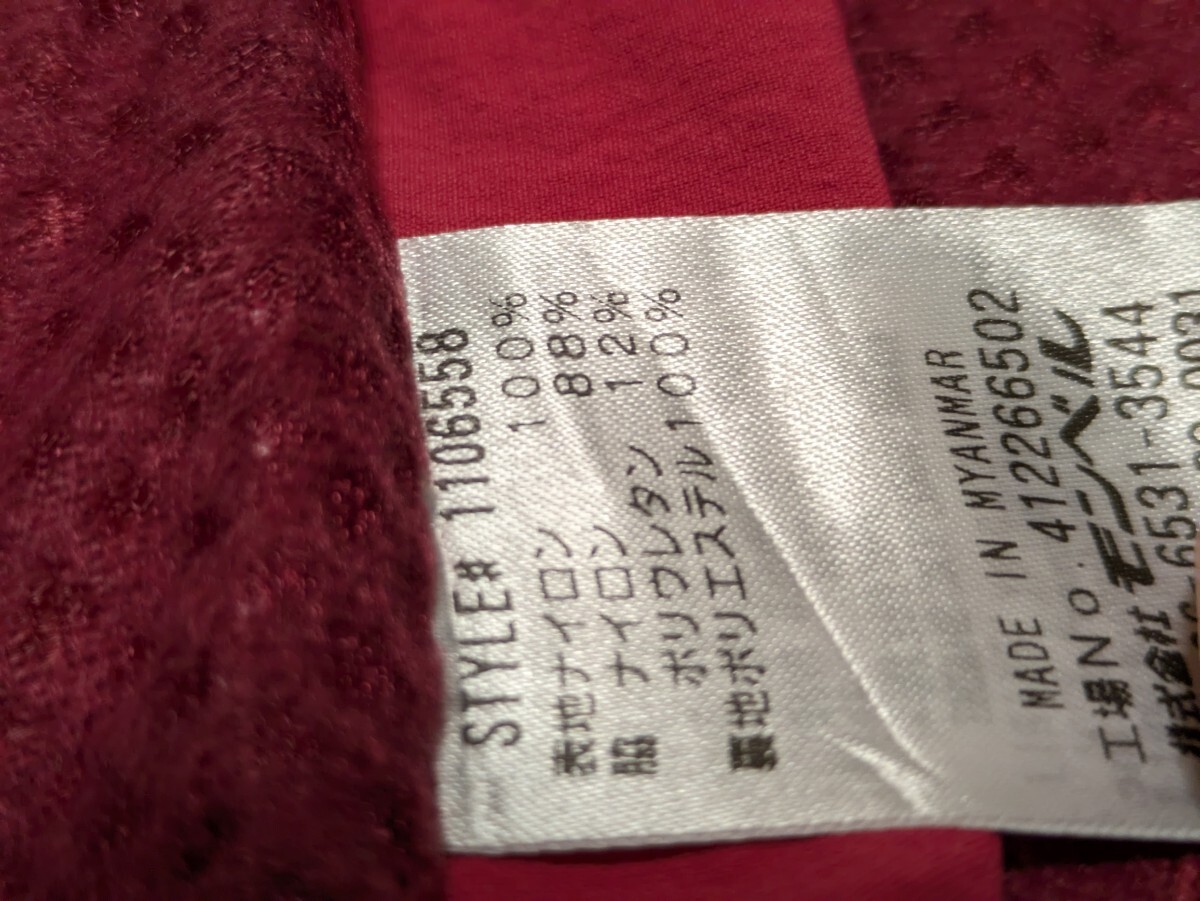 STYLE# 1106558
表地ナイロン 100%
脇 ナイロン 88%
ポリウレタン 12%
裏地ポリエステル100%
MADE IN MYANMAR
工場No. 412266502
株式会社モンベル
6531-3544